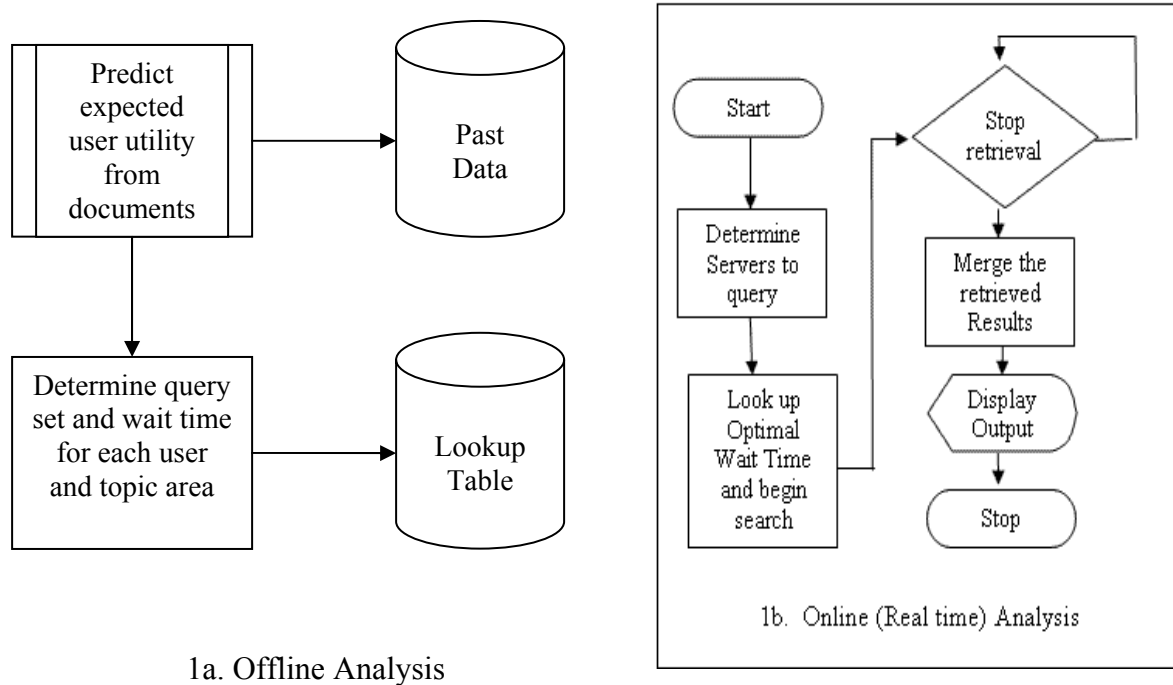 Predict
expected
user utility
from
documents
Past
Data
Determine query
set and wait time
for each user
and topic area
Lookup
Table
1a. Offline Analysis
Start
Determine
Servers to
query
Look up
Optimal
Wait Time
and begin
search
Stop
retrieval
Merge the
retrieved
Results
Display
Output
Stop
1b. Online (Real time) Analysis